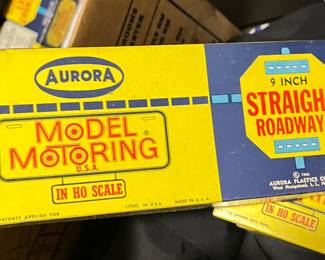 AURORA
MODEL
MOTORING®
U.S.A.
IN HO SCALE
PATENTS APPLIED FOR
LITHO. IN U.S.A.
MADE IN U.S.A.
9 INCH
STRAIGH
ROADWAY
© 1960
AURORA PLASTICS CO
West Hempstead, L. I., N
IN HO SCALE